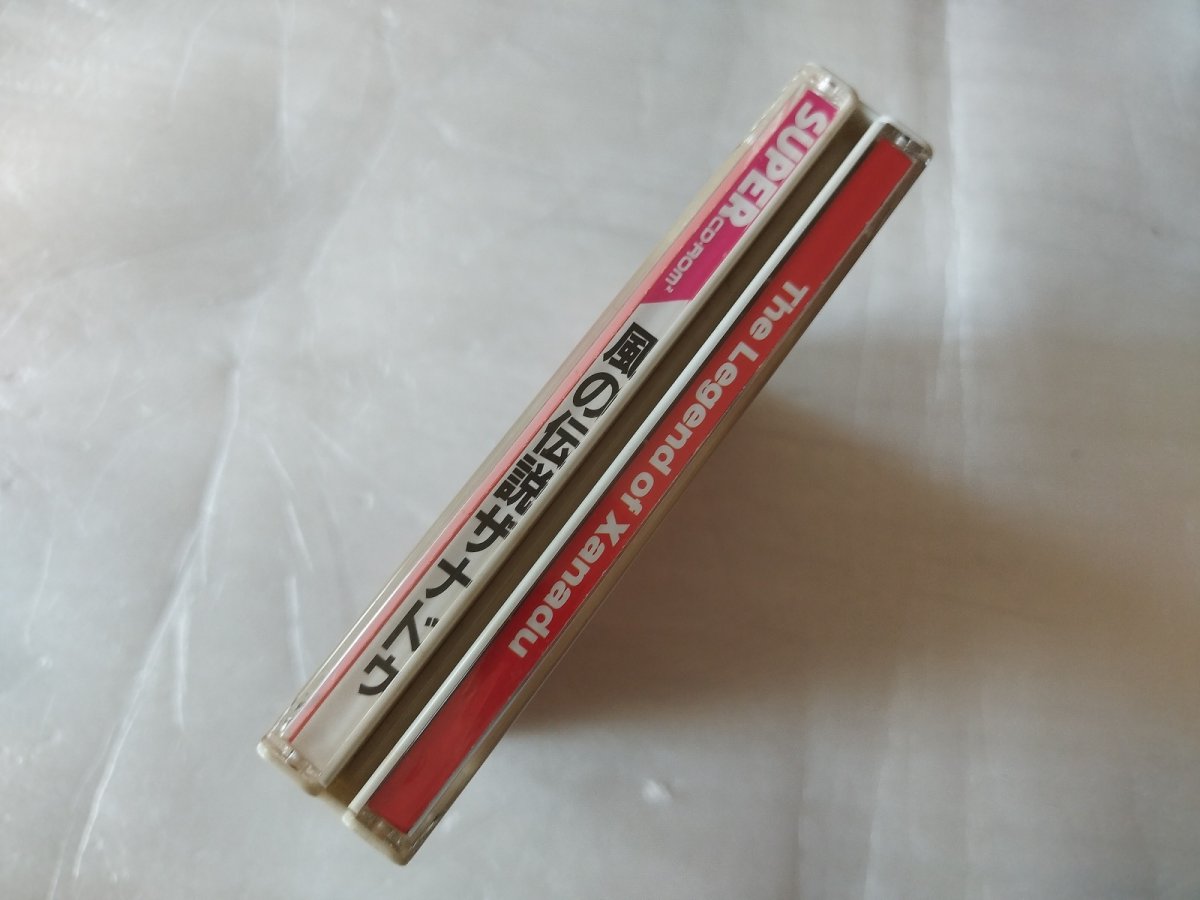 SUPER CD-ROM²
風の伝説ザナドゥ
The Legend of Xanadu